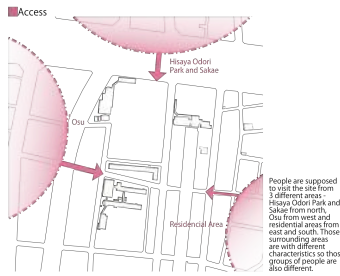 Access
Hisaya Odori
Park and Sakae
Osu
Residencial Area
People are supposed
to visit the site from
3 different areas -
Hisaya Odori Park and
Sakae from north,
Osu from west and
residential areas from
east and south. Those
surrounding areas
are with different
characteristics so thos
groups of people are
also different.